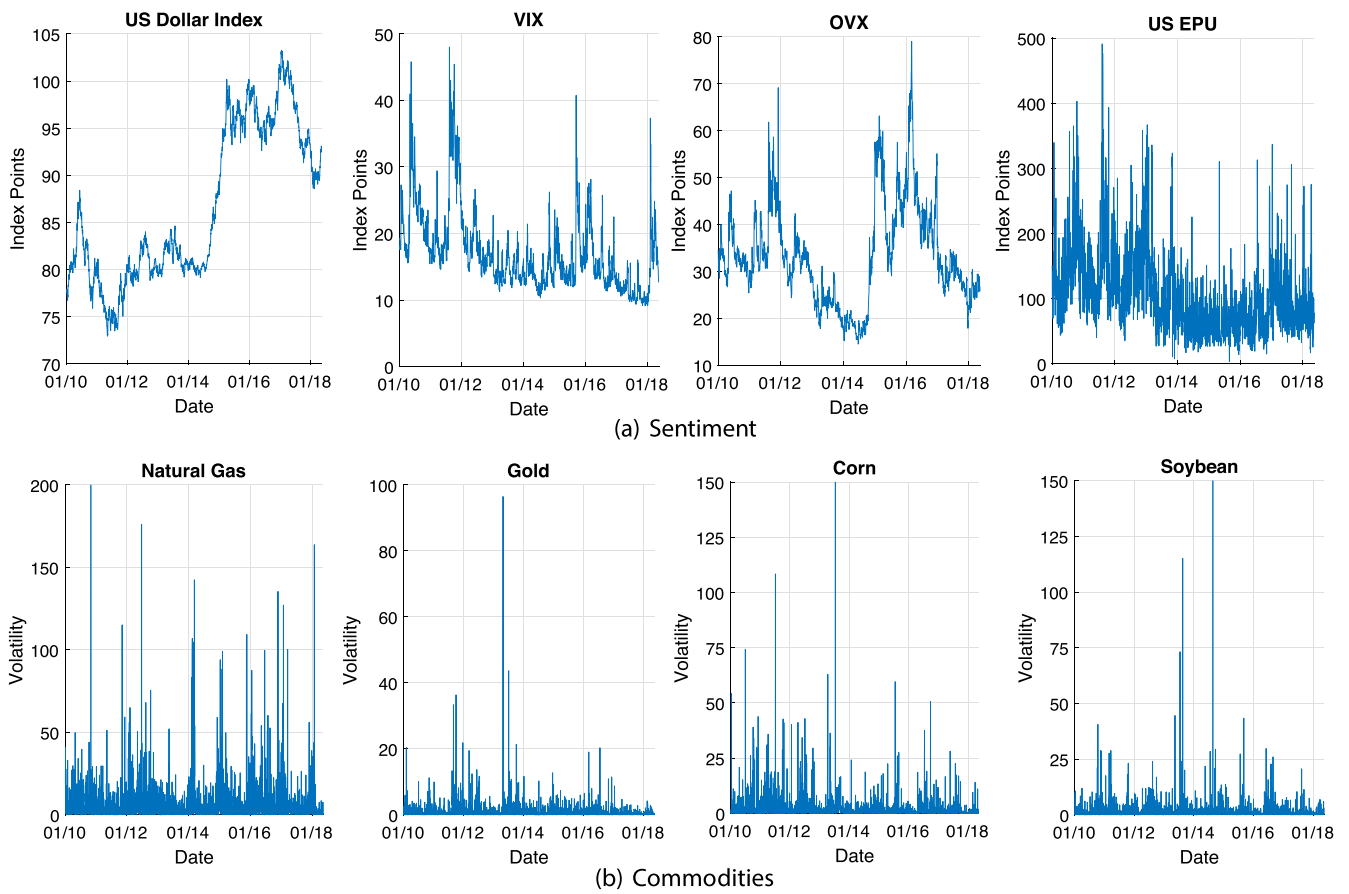 US Dollar Index
105
100
95
90
85
80
75
70
01/10 01/12 01/14 01/16 01/18
Index Points
Date
VIX
50
40
30
20
10
0
01/10 01/12 01/14 01/16 01/18
Index Points
Date
OVX
80
70
60
50
40
30
20
10
01/10 01/12 01/14 01/16 01/18
Index Points
Date
US EPU
500
400
300
200
100
0
01/10 01/12 01/14 01/16 01/18
Index Points
Date
(a) Sentiment
Natural Gas
200
150
100
50
0
01/10 01/12 01/14 01/16 01/18
Volatility
Date
Gold
100
80
60
40
20
0
01/10 01/12 01/14 01/16 01/18
Volatility
Date
Corn
150
125
100
75
50
25
0
01/10 01/12 01/14 01/16 01/18
Volatility
Date
Soybean
150
125
100
75
50
25
0
01/10 01/12 01/14 01/16 01/18
Volatility
Date
(b) Commodities